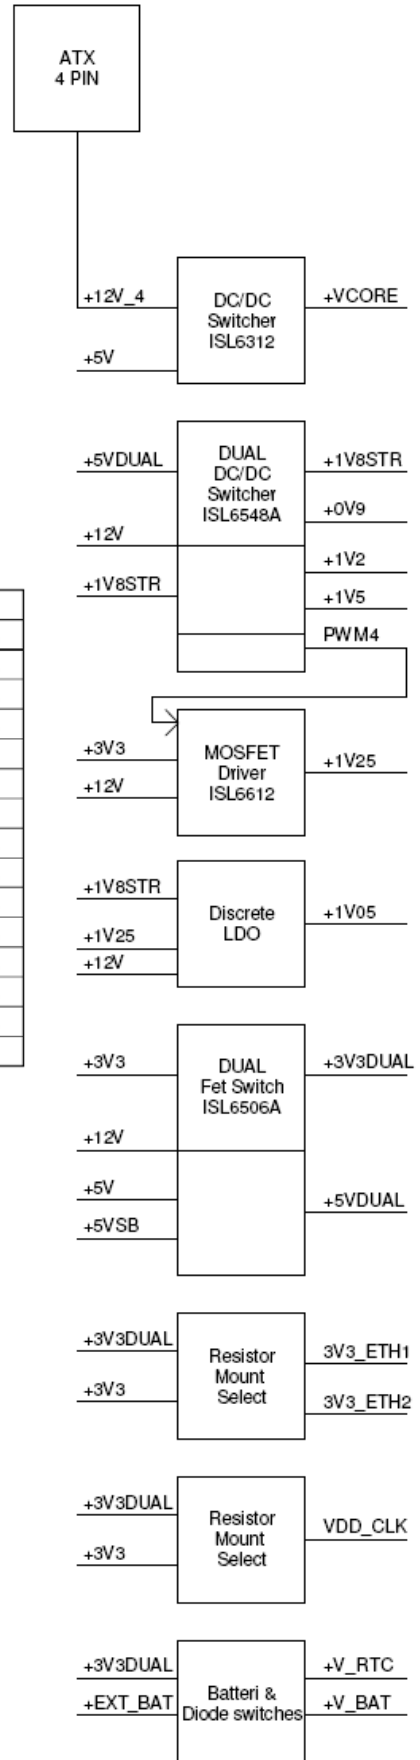 ATX
4 PIN
+12V_4
DC/DC
Switcher
ISL6312
+VCORE
+5V
+5VDUAL
DUAL
DC/DC
Switcher
ISL6548A
+1V8STR
+0V9
+12V
+1V2
+1V8STR
+1V5
PWM4
+3V3
MOSFET
Driver
ISL6612
+1V25
+12V
+1V8STR
Discrete
LDO
+1V05
+1V25
+12V
+3V3
DUAL
Fet Switch
ISL6506A
+3V3DUAL
+12V
+5V
+5VDUAL
+5VSB
+3V3DUAL
Resistor
Mount
Select
3V3_ETH1
+3V3
3V3_ETH2
+3V3DUAL
Resistor
Mount
Select
VDD_CLK
+3V3
+3V3DUAL
Batteri &
Diode switches
+V_RTC
+EXT_BAT
+V_BAT